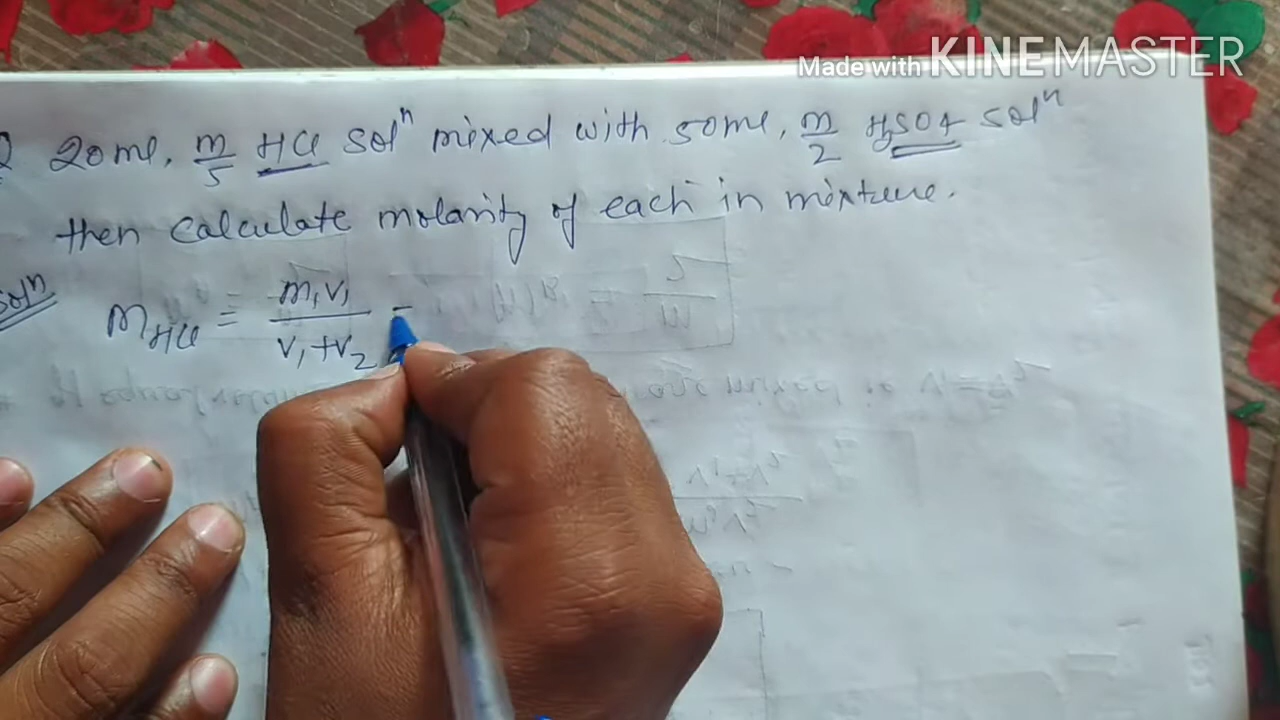 Made with KINEMASTER
20ml, m/5 HCl solⁿ mixed with 50ml, m/2 H2SO4 solⁿ
then calculate molarity of each in mixture.
solⁿ
M HCl = m1v1 / v1+v2 =